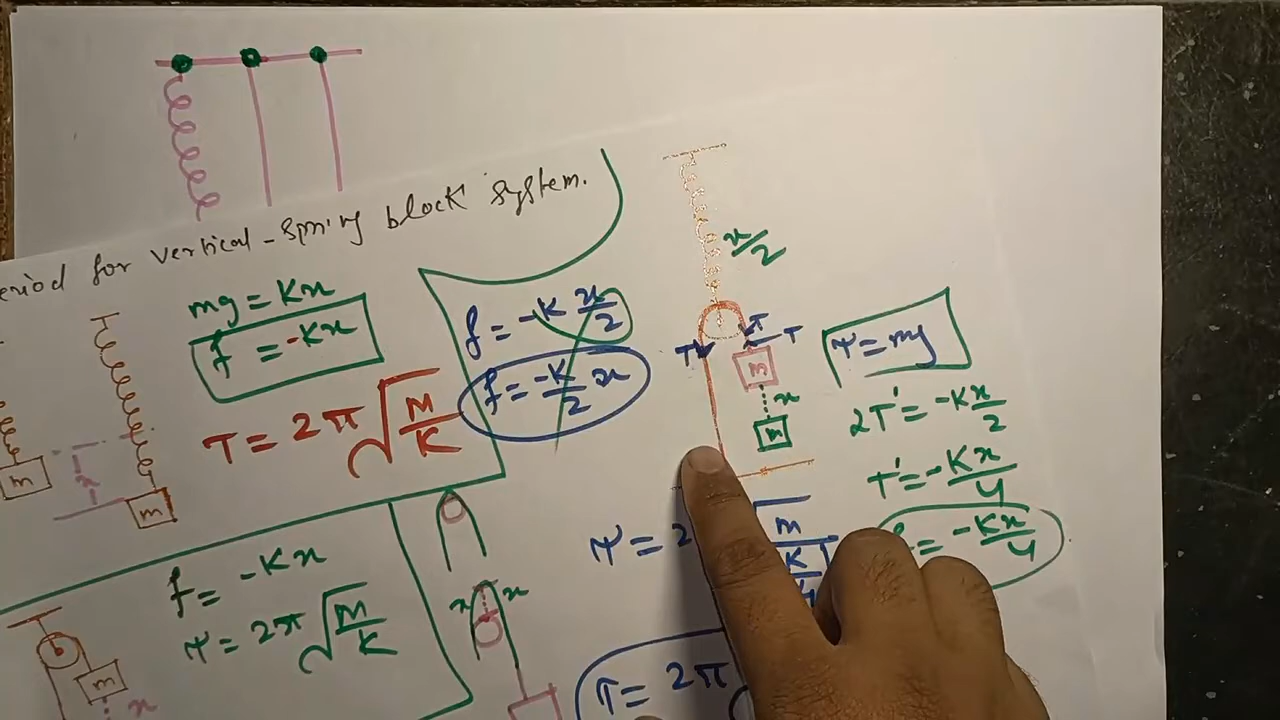 eriod for vertical-spring block system.
mg = Kx
f = -Kx
T = 2π √(M/K)
m
m
f = -K x/2
f = -K/2 x
x/2
T' T
m
x
m
T = mg
2T' = -Kx/2
T' = -Kx/4
= -Kx/4
T = 2
m
K
f = -Kx
T = 2π √(M/K)
m
x
x x
T = 2π